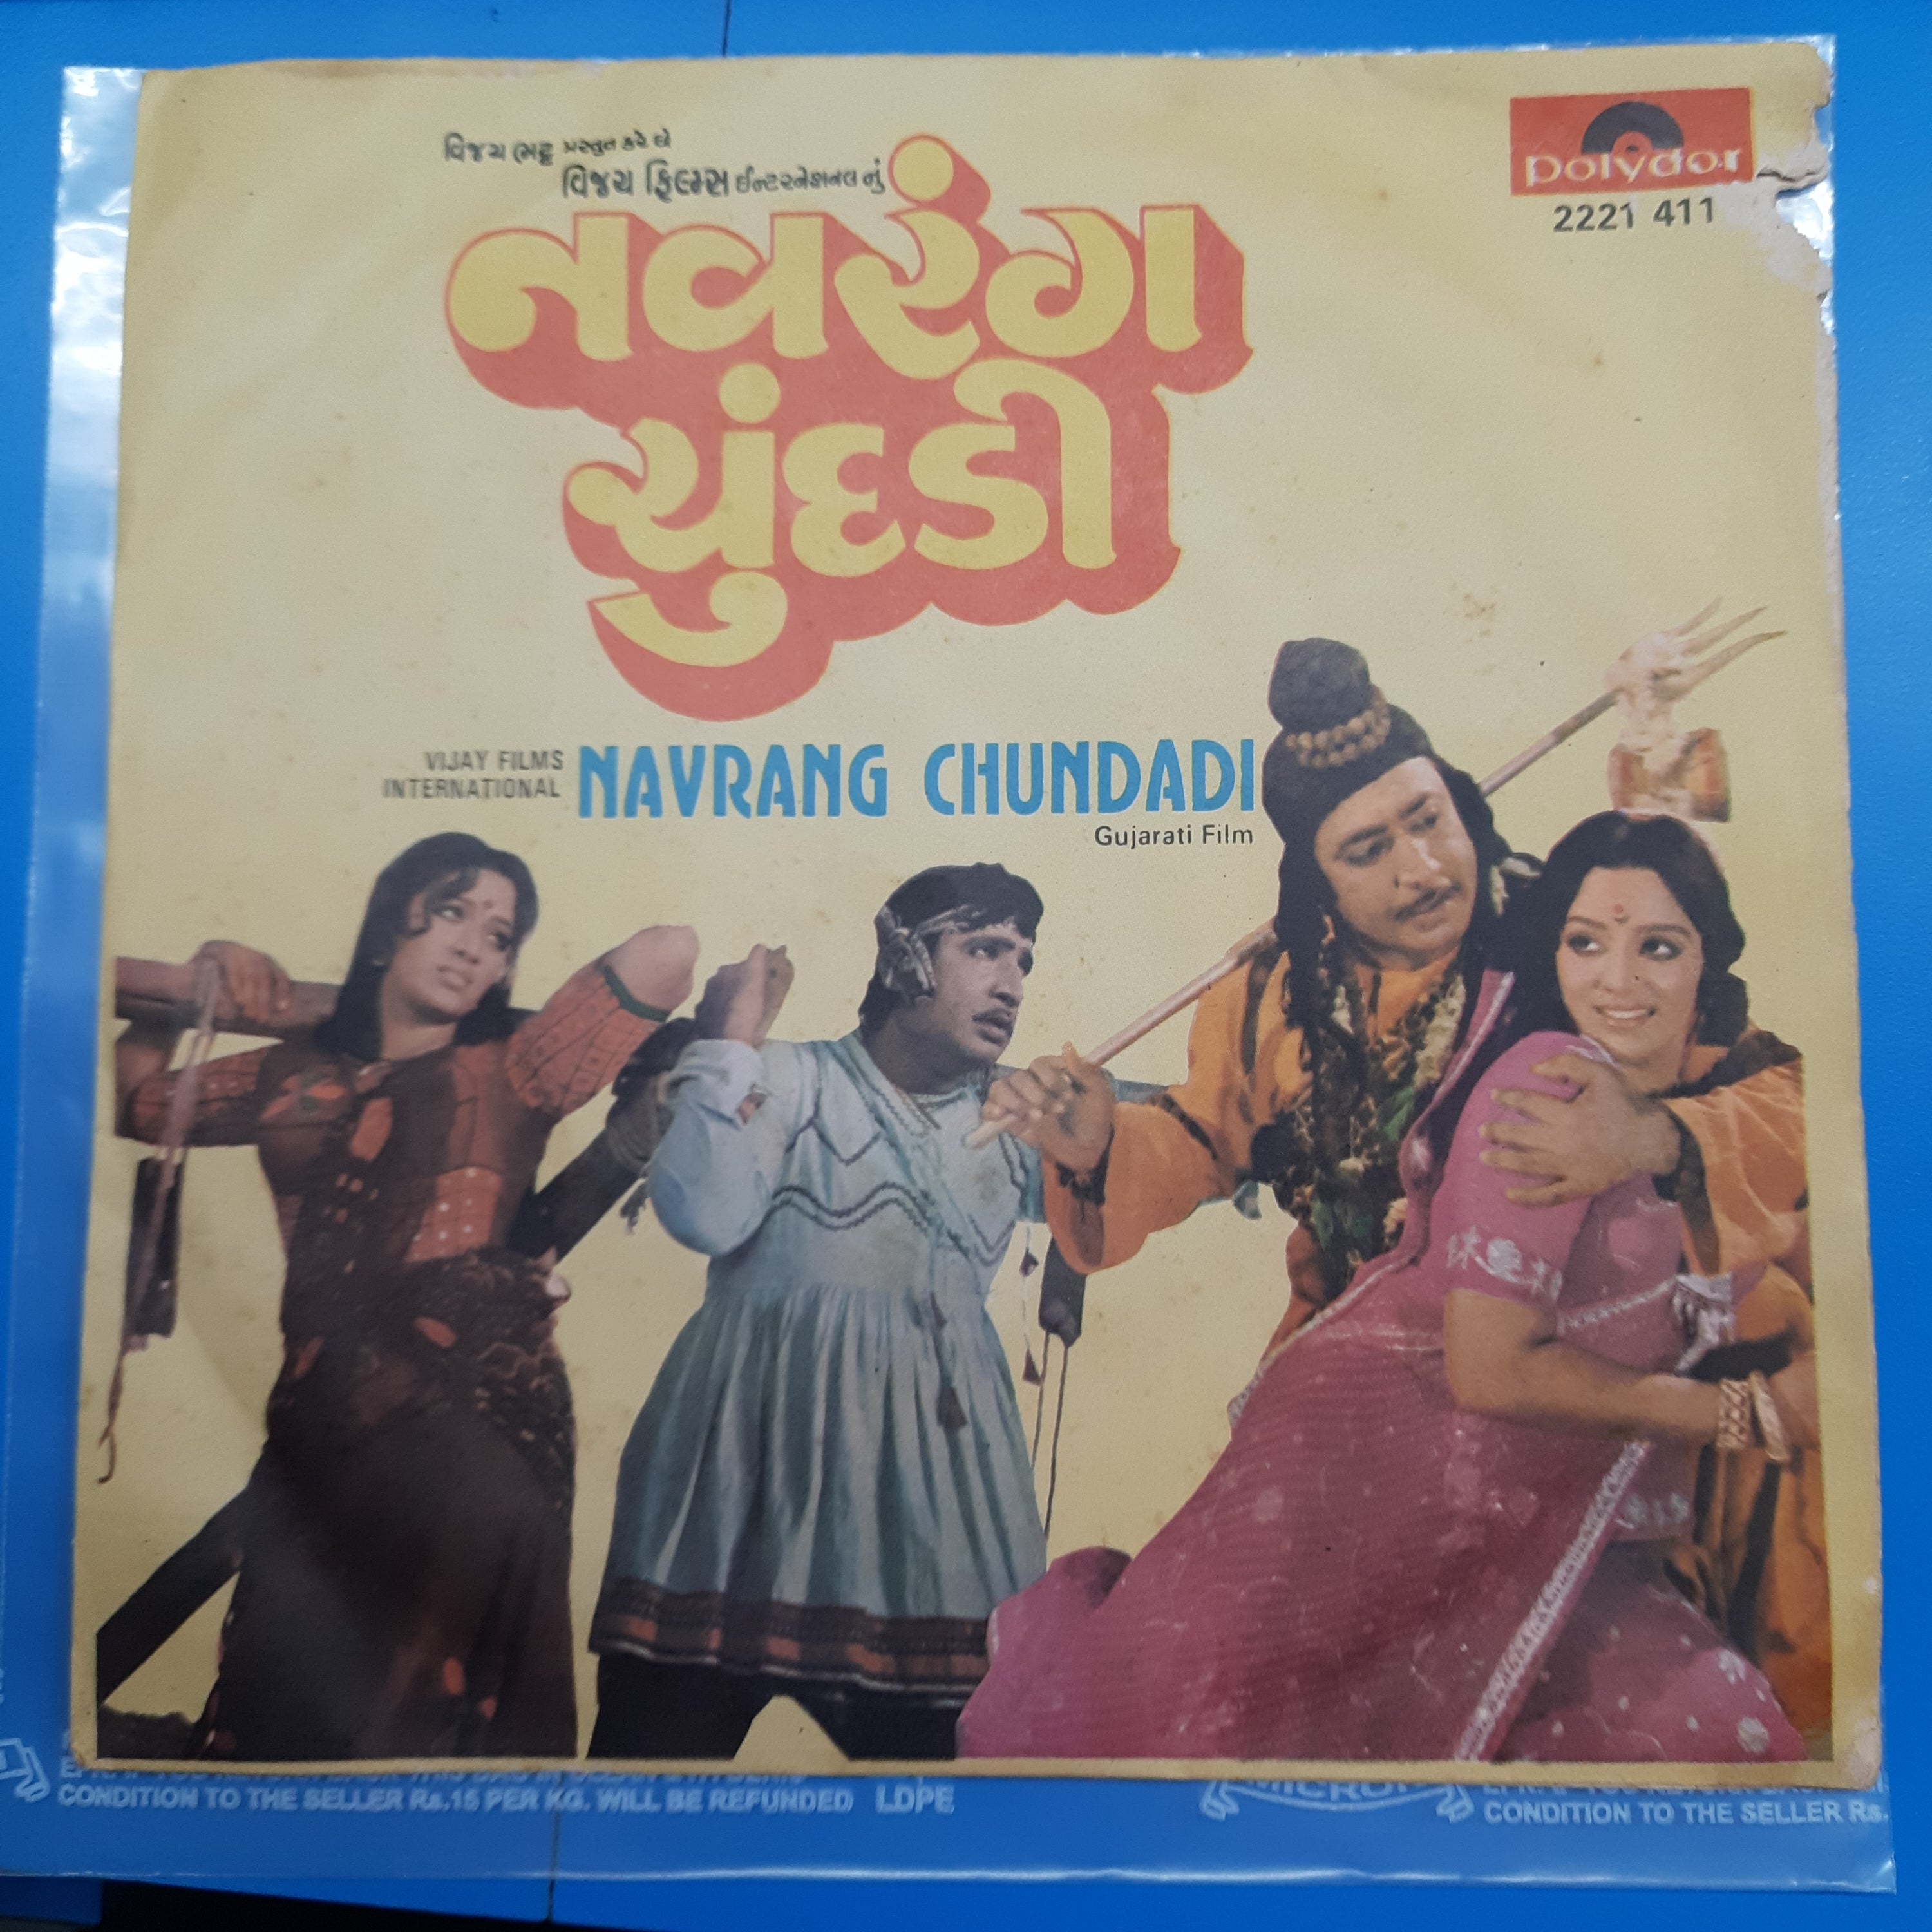 વિજય ભટ્ટ પ્રસ્તુત કરે છે
વિજય ફિલ્મ્સ ઈન્ટરનેશનલ નું
polydor
2221 411
નવરંગ
ચુંદડી
VIJAY FILMS
INTERNATIONAL
NAVRANG CHUNDADI
Gujarati Film
CONDITION TO THE SELLER Rs.15 PER KG. WILL BE REFUNDED LDPE
CONDITION TO THE SELLER Rs.